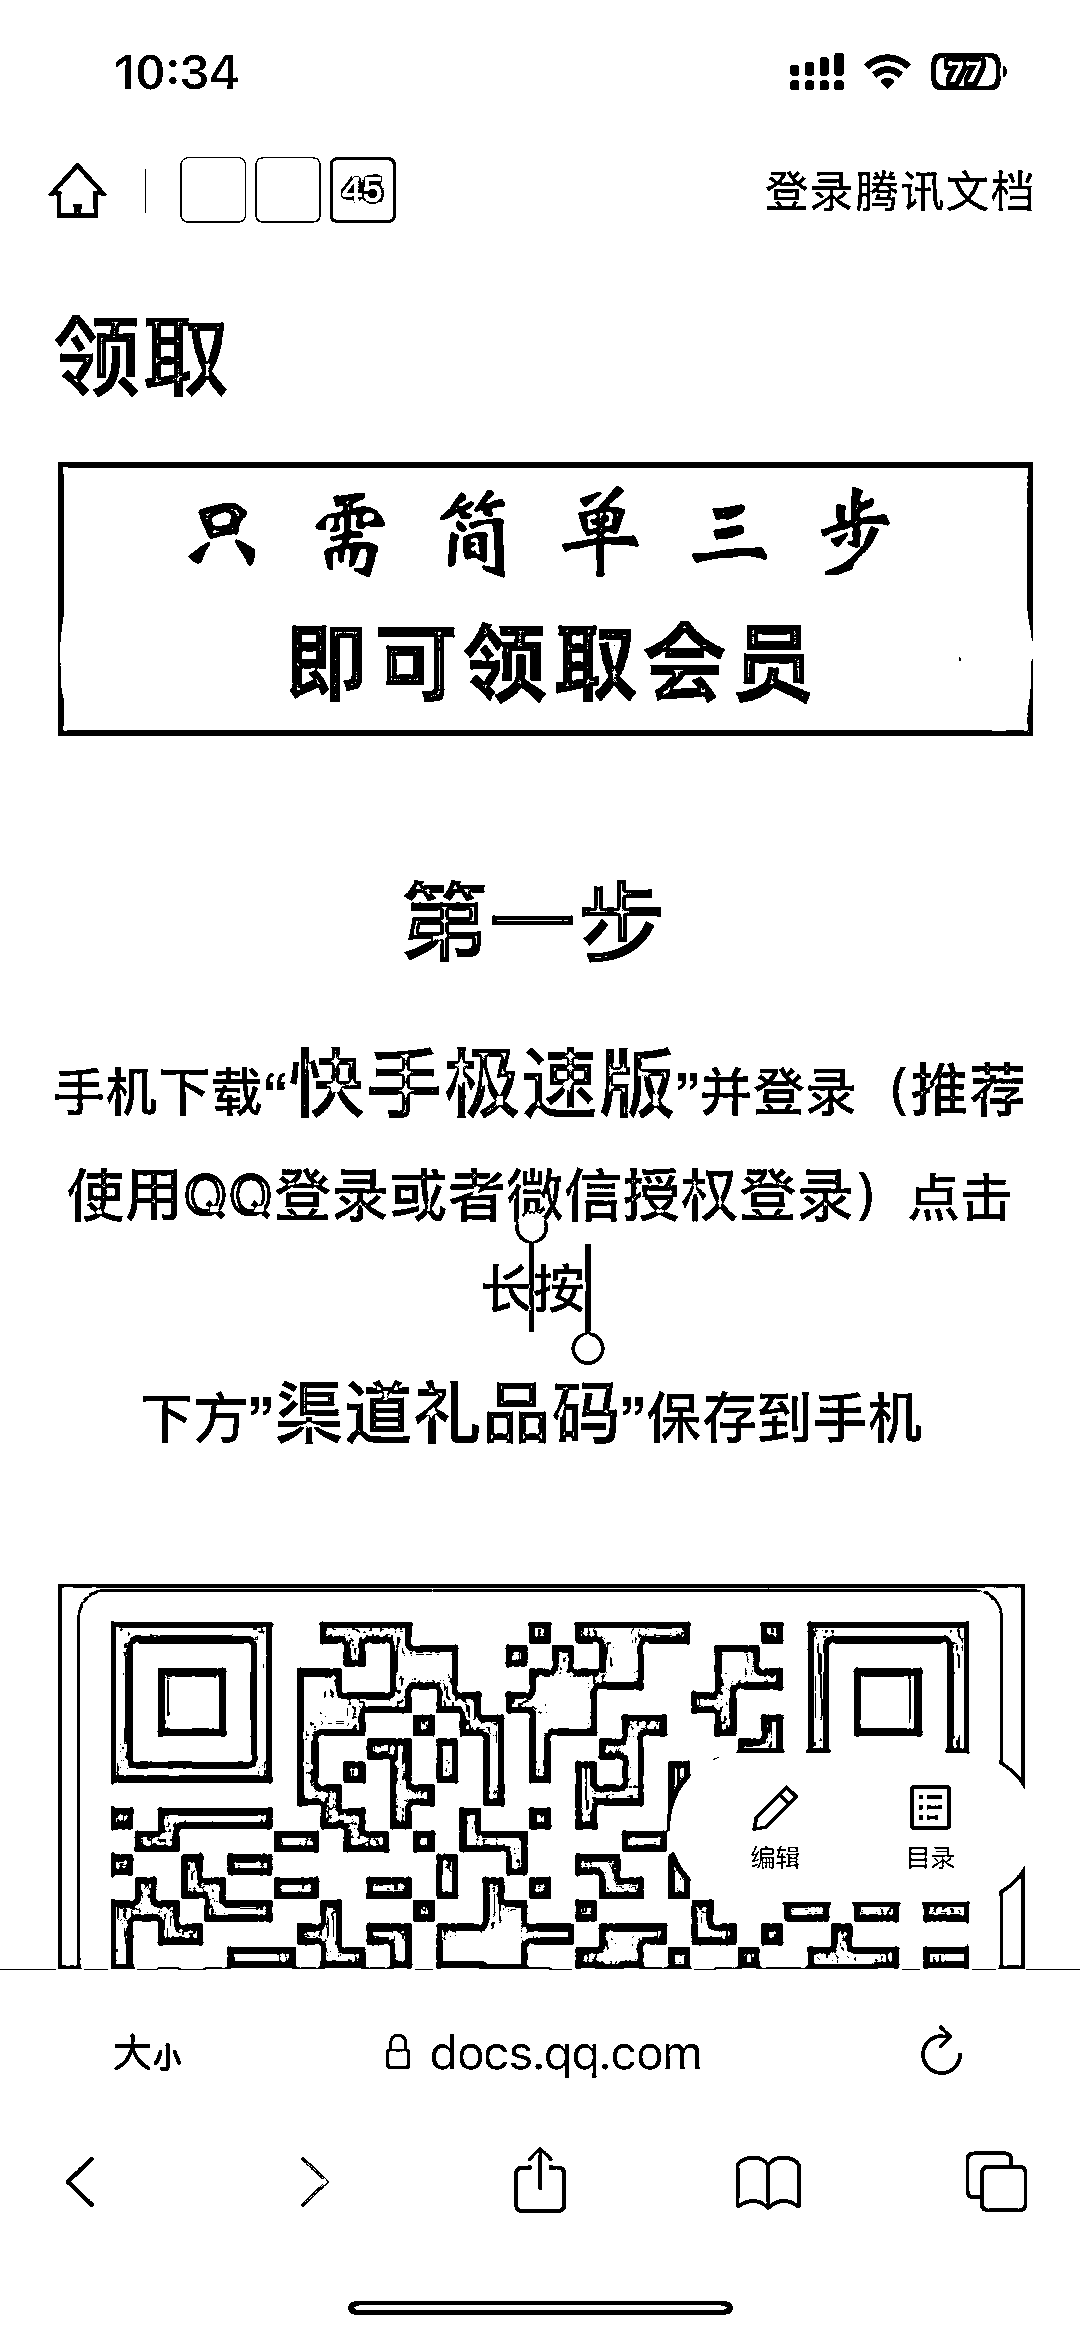 10:34
77
45
登录腾讯文档
领取
只需简单三步
即可领取会员
第一步
手机下载“快手极速版”并登录（推荐
使用QQ登录或者微信授权登录）点击
长按
下方”渠道礼品码”保存到手机
编辑
目录
大小
docs.qq.com